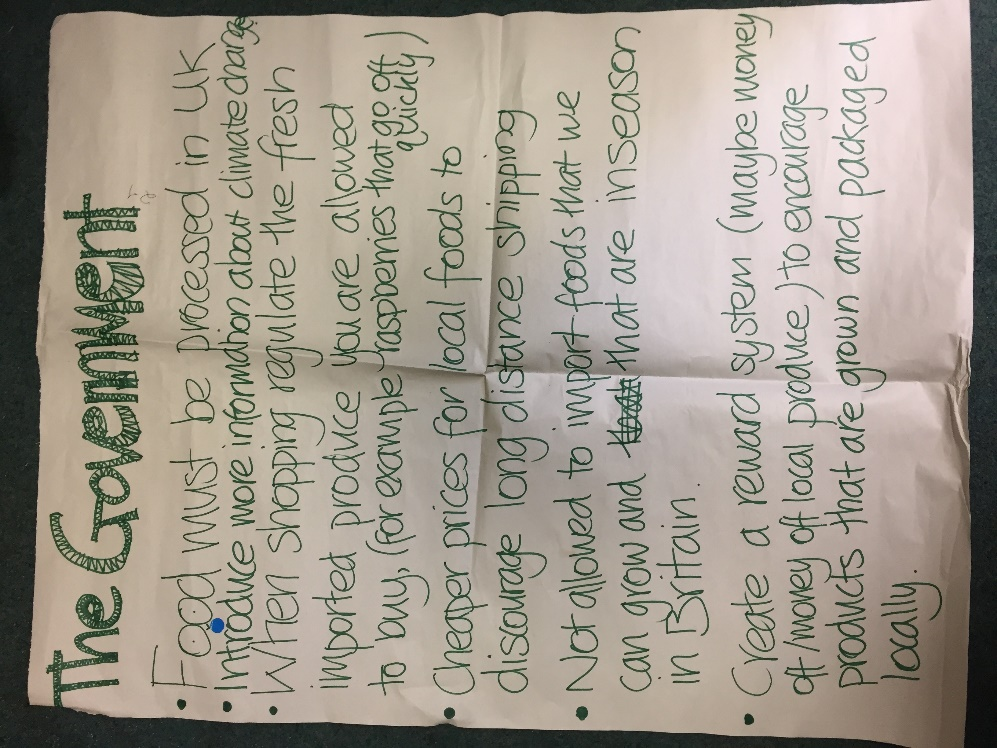 The Government
• Food must be processed in UK
• Introduce more information about climate change
• When shopping regulate the fresh
imported produce you are allowed
to buy, (for example raspberries that go off
quickly)
• Cheaper prices for local foods to
discourage long distance shipping
• Not allowed to import foods that we
can grow and that are in season
in Britain.
• Create a reward system (maybe money
off/money off local produce) to encourage
products that are grown and packaged
locally.